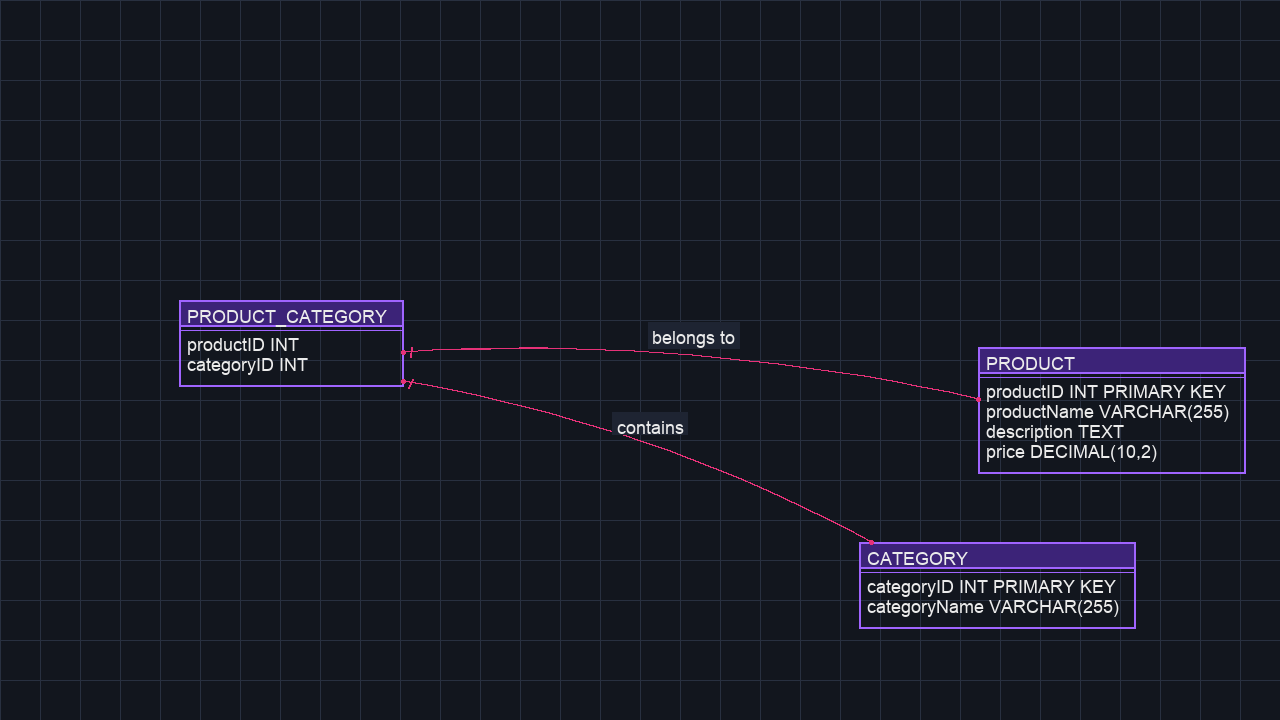 PRODUCT_CATEGORY
productID INT
categoryID INT
belongs to
contains
PRODUCT
productID INT PRIMARY KEY
productName VARCHAR(255)
description TEXT
price DECIMAL(10,2)
CATEGORY
categoryID INT PRIMARY KEY
categoryName VARCHAR(255)